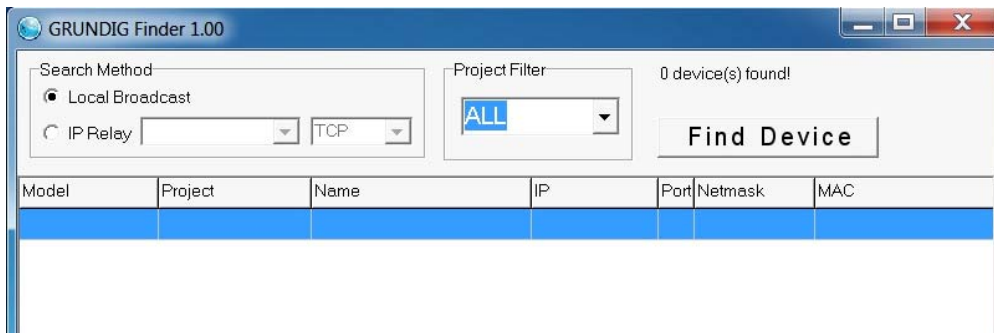 GRUNDIG Finder 1.00
Search Method
Local Broadcast
IP Relay TCP
Project Filter
ALL
0 device(s) found!
Find Device
Model Project Name IP Port Netmask MAC